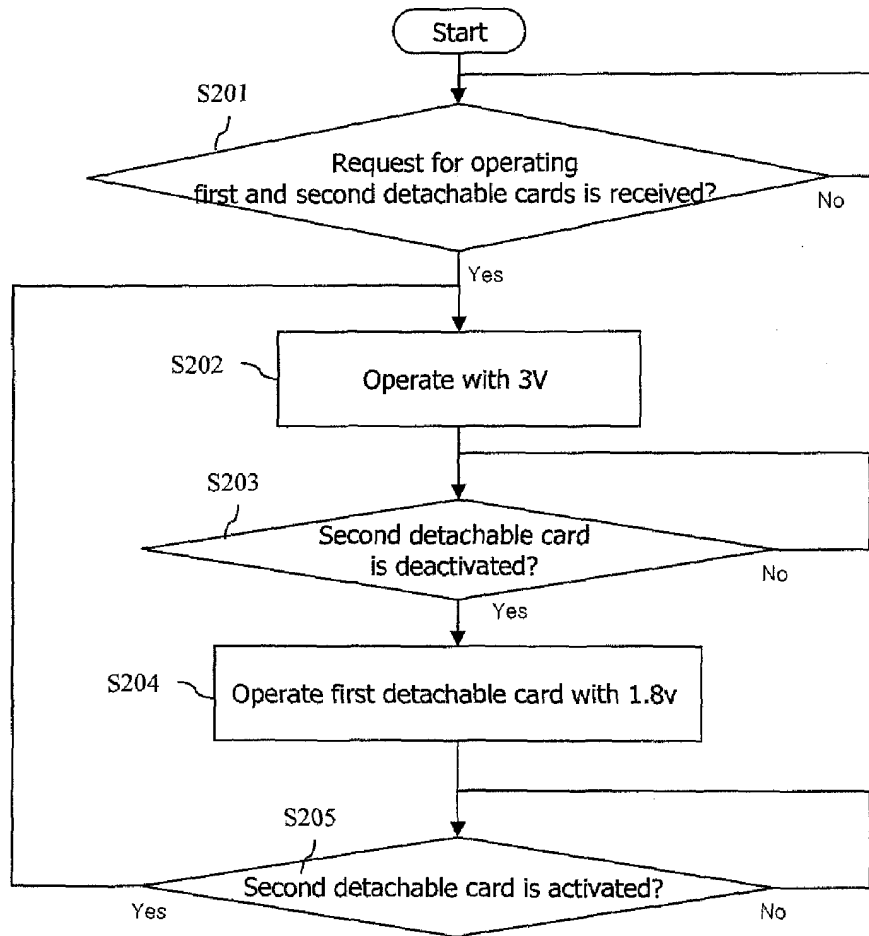 Start
S201
Request for operating
first and second detachable cards is received?
No
Yes
S202
Operate with 3V
S203
Second detachable card
is deactivated?
No
Yes
S204
Operate first detachable card with 1.8v
S205
Second detachable card is activated?
Yes
No